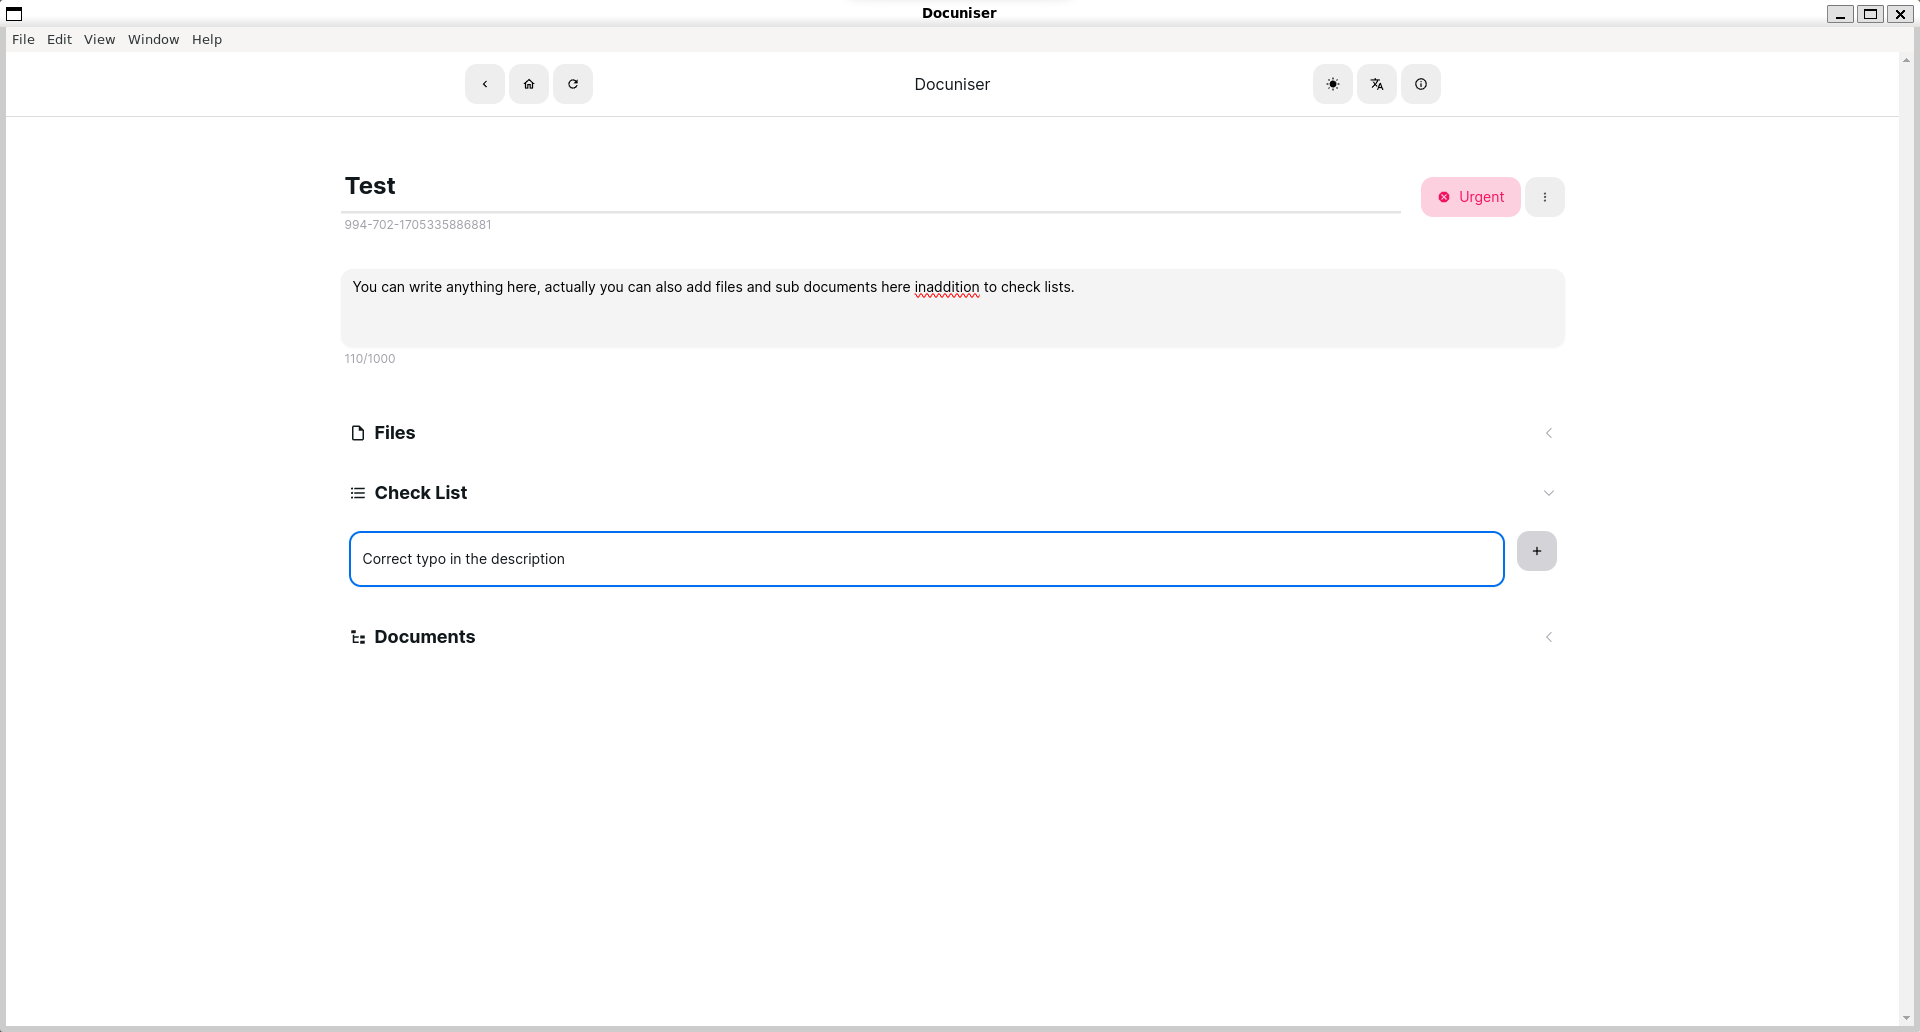 Docuniser
File Edit View Window Help
Docuniser
Test
Urgent
994-702-1705335886881
You can write anything here, actually you can also add files and sub documents here inaddition to check lists.
110/1000
Files
Check List
Correct typo in the description
Documents